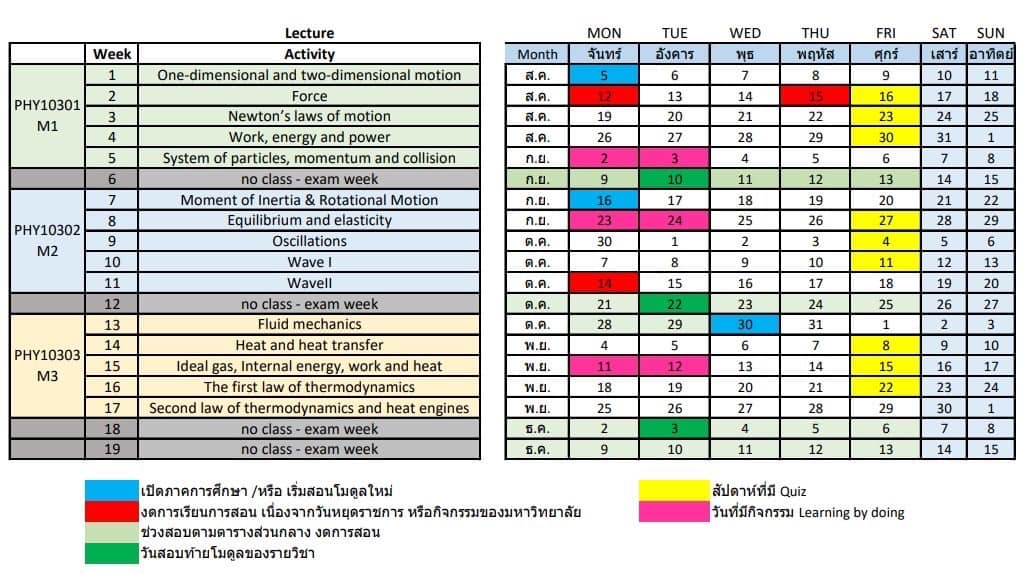 Lecture MON TUE WED THU FRI SAT SUN
Week Activity Month จันทร์ อังคาร พุธ พฤหัส ศุกร์ เสาร์ อาทิตย์
1 One-dimensional and two-dimensional motion ส.ค. 5 6 7 8 9 10 11
PHY10301 M1 2 Force ส.ค. 12 13 14 15 16 17 18
3 Newton's laws of motion ส.ค. 19 20 21 22 23 24 25
4 Work, energy and power ส.ค. 26 27 28 29 30 31 1
5 System of particles, momentum and collision ก.ย. 2 3 4 5 6 7 8
6 no class - exam week ก.ย. 9 10 11 12 13 14 15
7 Moment of Inertia & Rotational Motion ก.ย. 16 17 18 19 20 21 22
PHY10302 M2 8 Equilibrium and elasticity ก.ย. 23 24 25 26 27 28 29
9 Oscillations ต.ค. 30 1 2 3 4 5 6
10 Wave I ต.ค. 7 8 9 10 11 12 13
11 WaveII ต.ค. 14 15 16 17 18 19 20
12 no class - exam week ต.ค. 21 22 23 24 25 26 27
13 Fluid mechanics ต.ค. 28 29 30 31 1 2 3
14 Heat and heat transfer พ.ย. 4 5 6 7 8 9 10
PHY10303 M3 15 Ideal gas, Internal energy, work and heat พ.ย. 11 12 13 14 15 16 17
16 The first law of thermodynamics พ.ย. 18 19 20 21 22 23 24
17 Second law of thermodynamics and heat engines พ.ย. 25 26 27 28 29 30 1
18 no class - exam week ธ.ค. 2 3 4 5 6 7 8
19 no class - exam week ธ.ค. 9 10 11 12 13 14 15
เปิดภาคการศึกษา /หรือ เริ่มสอนโมดูลใหม่ สัปดาห์ที่มี Quiz
งดการเรียนการสอน เนื่องจากวันหยุดราชการ หรือกิจกรรมของมหาวิทยาลัย วันที่มีกิจกรรม Learning by doing
ช่วงสอบตามตารางส่วนกลาง งดการสอน
วันสอบท้ายโมดูลของรายวิชา